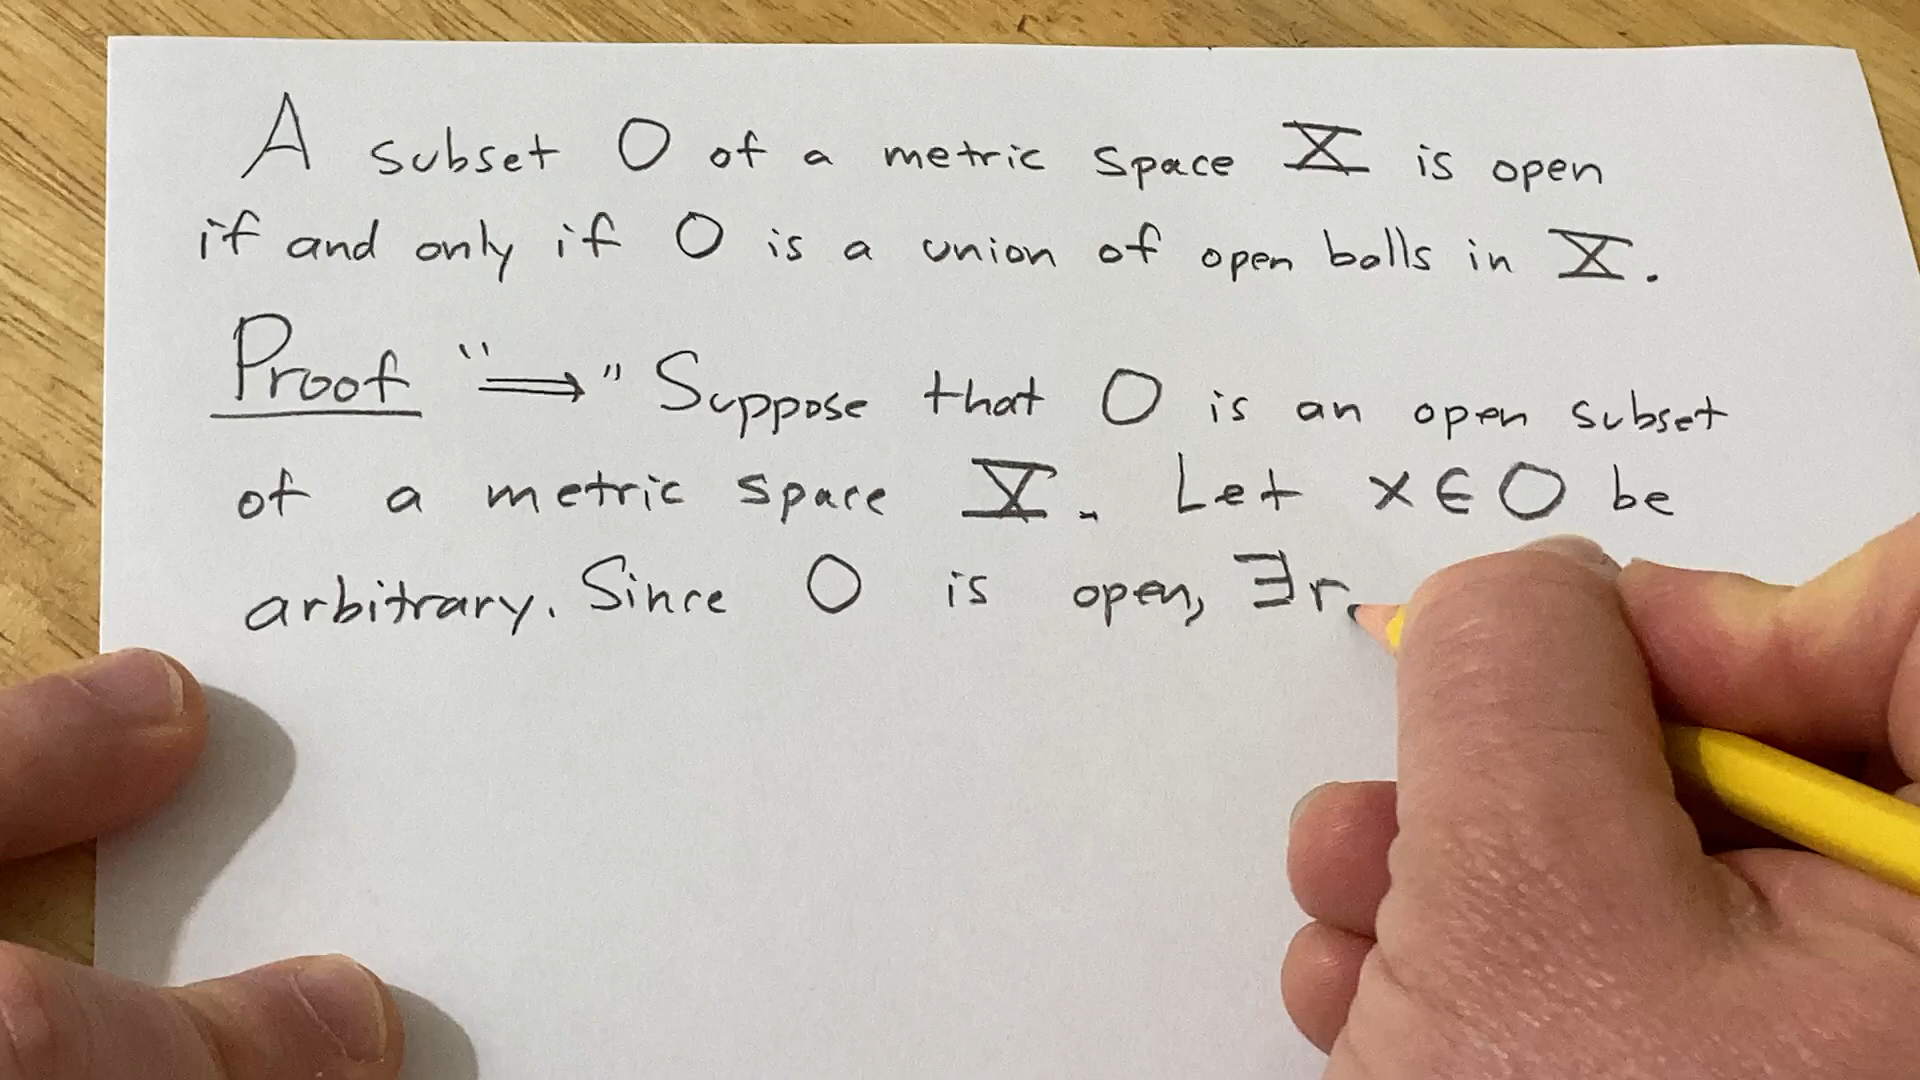 A subset O of a metric space X is open
if and only if O is a union of open balls in X.
Proof "⟹" Suppose that O is an open subset
of a metric space X. Let x ∈ O be
arbitrary. Since O is open, ∃r